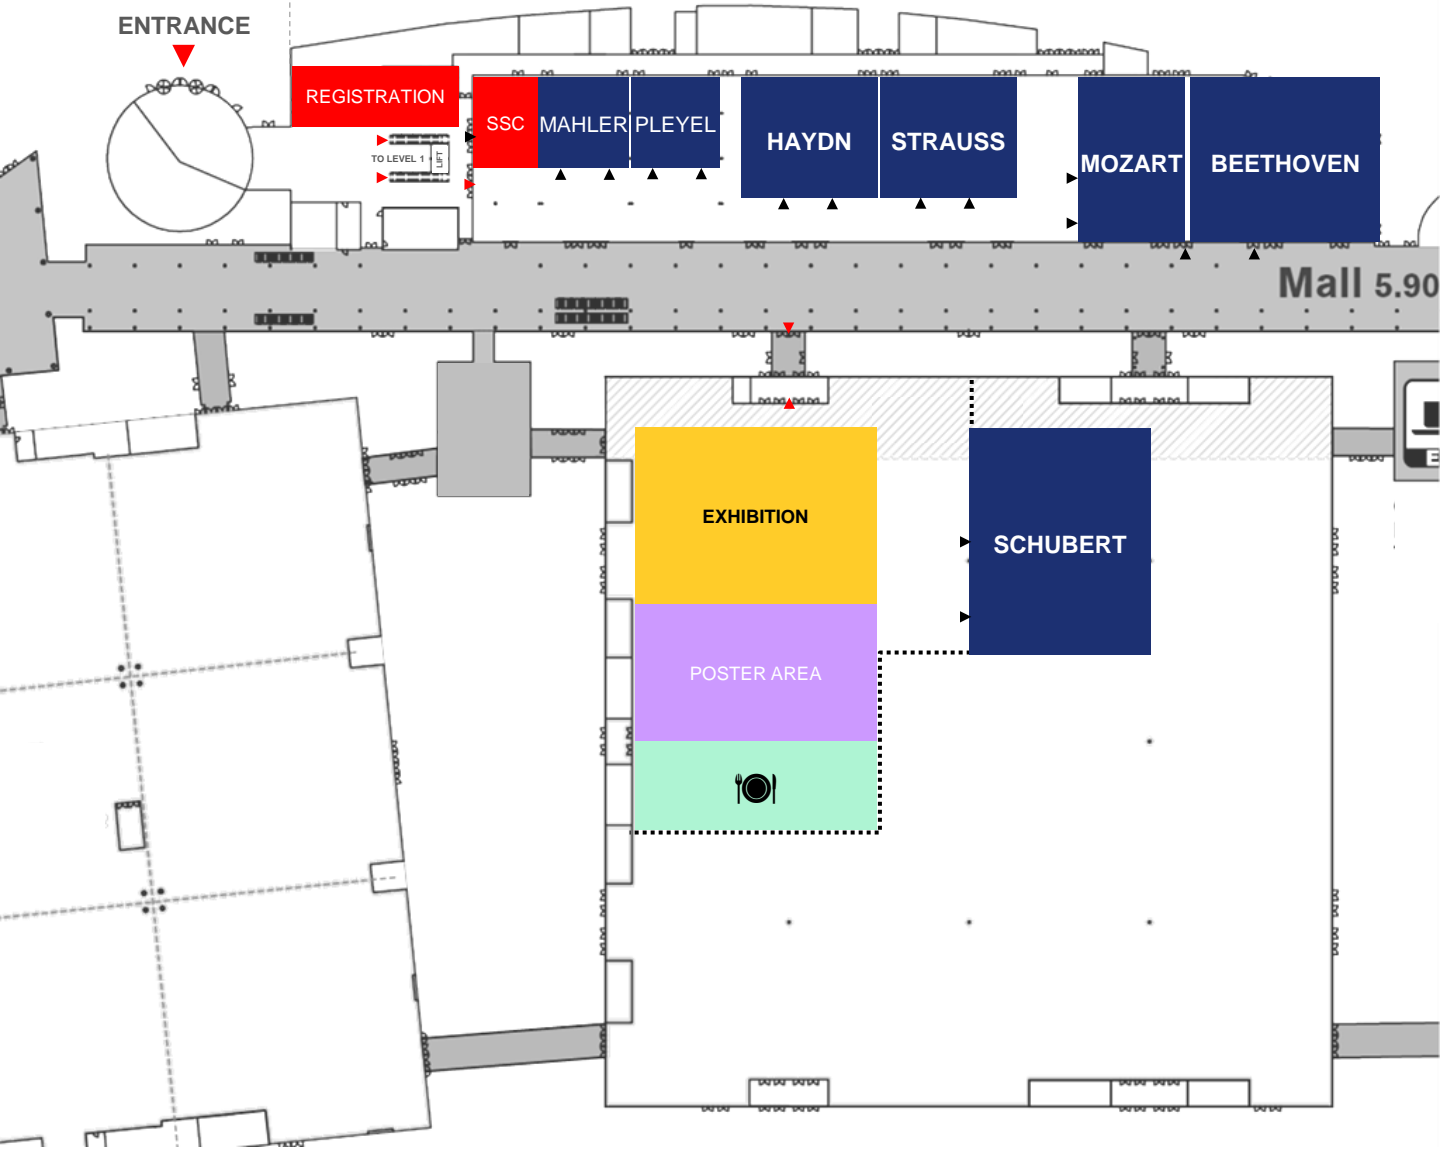 ENTRANCE
REGISTRATION
TO LEVEL 1
LIFT
SSC
MAHLER
PLEYEL
HAYDN
STRAUSS
MOZART
BEETHOVEN
Mall 5.90
EXHIBITION
SCHUBERT
POSTER AREA
E